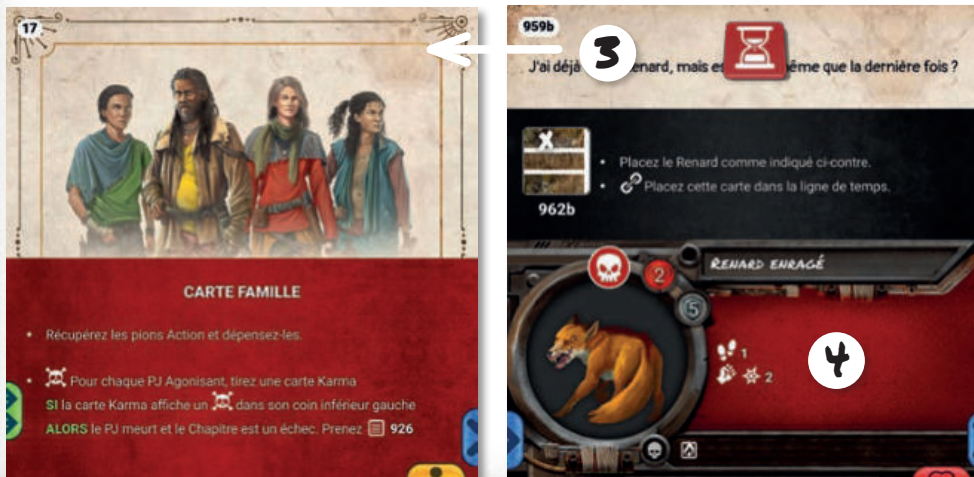 17
CARTE FAMILLE
• Récupérez les pions Action et dépensez-les.
• Pour chaque PJ Agonisant, tirez une carte Karma
SI la carte Karma affiche un dans son coin inférieur gauche
ALORS le PJ meurt et le Chapitre est un échec. Prenez 926
3
959b
J'ai déjà enard, mais es ême que la dernière fois ?
• Placez le Renard comme indiqué ci-contre.
• Placez cette carte dans la ligne de temps.
X
962b
RENARD ENRAGÉ
2
5
1
2
4